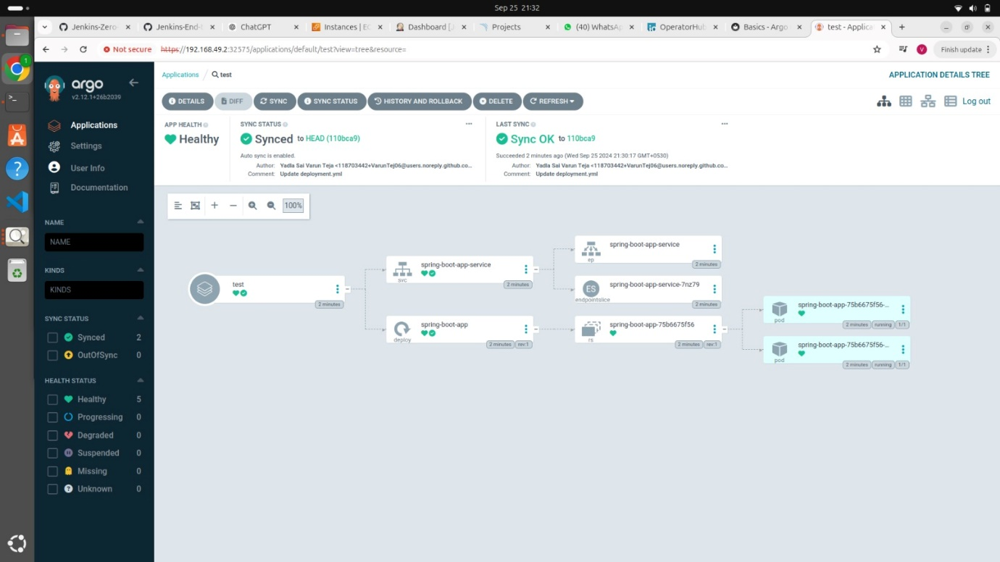 Sep 25 21:32
Jenkins-Zero-
Jenkins-End-
ChatGPT
Instances | EC
Dashboard [J
Projects
(40) WhatsA
OperatorHub
Basics - Argo
test - Applica
Not secure https://192.168.49.2:32575/applications/default/test?view=tree&resource=
Finish update
argo
v2.12.1+26b2039
Applications
Settings
User Info
Documentation
NAME
NAME
KINDS
KINDS
SYNC STATUS
Synced 2
OutOfSync 0
HEALTH STATUS
Healthy 5
Progressing 0
Degraded 0
Suspended 0
Missing 0
Unknown 0
Applications / test
APPLICATION DETAILS TREE
DETAILS DIFF SYNC SYNC STATUS HISTORY AND ROLLBACK DELETE REFRESH
Log out
APP HEALTH
Healthy
SYNC STATUS
Synced to HEAD (110bca9)
Auto sync is enabled.
Author: Yadla Sai Varun Teja <118703442+VarunTej06@users.noreply.github.co...
Comment: Update deployment.yml
LAST SYNC
Sync OK to 110bca9
Succeeded 2 minutes ago (Wed Sep 25 2024 21:30:17 GMT+0530)
Author: Yadla Sai Varun Teja <118703442+VarunTej06@users.noreply.github.co...
Comment: Update deployment.yml
100%
test
2 minutes
spring-boot-app-service
svc
2 minutes
spring-boot-app
deploy
2 minutes rev:1
spring-boot-app-service
ep
2 minutes
ES
spring-boot-app-service-7nz79
endpointslice
2 minutes
spring-boot-app-75b6675f56
rs
2 minutes rev:1
spring-boot-app-75b6675f56-...
pod
2 minutes running 1/1
spring-boot-app-75b6675f56-...
pod
2 minutes running 1/1